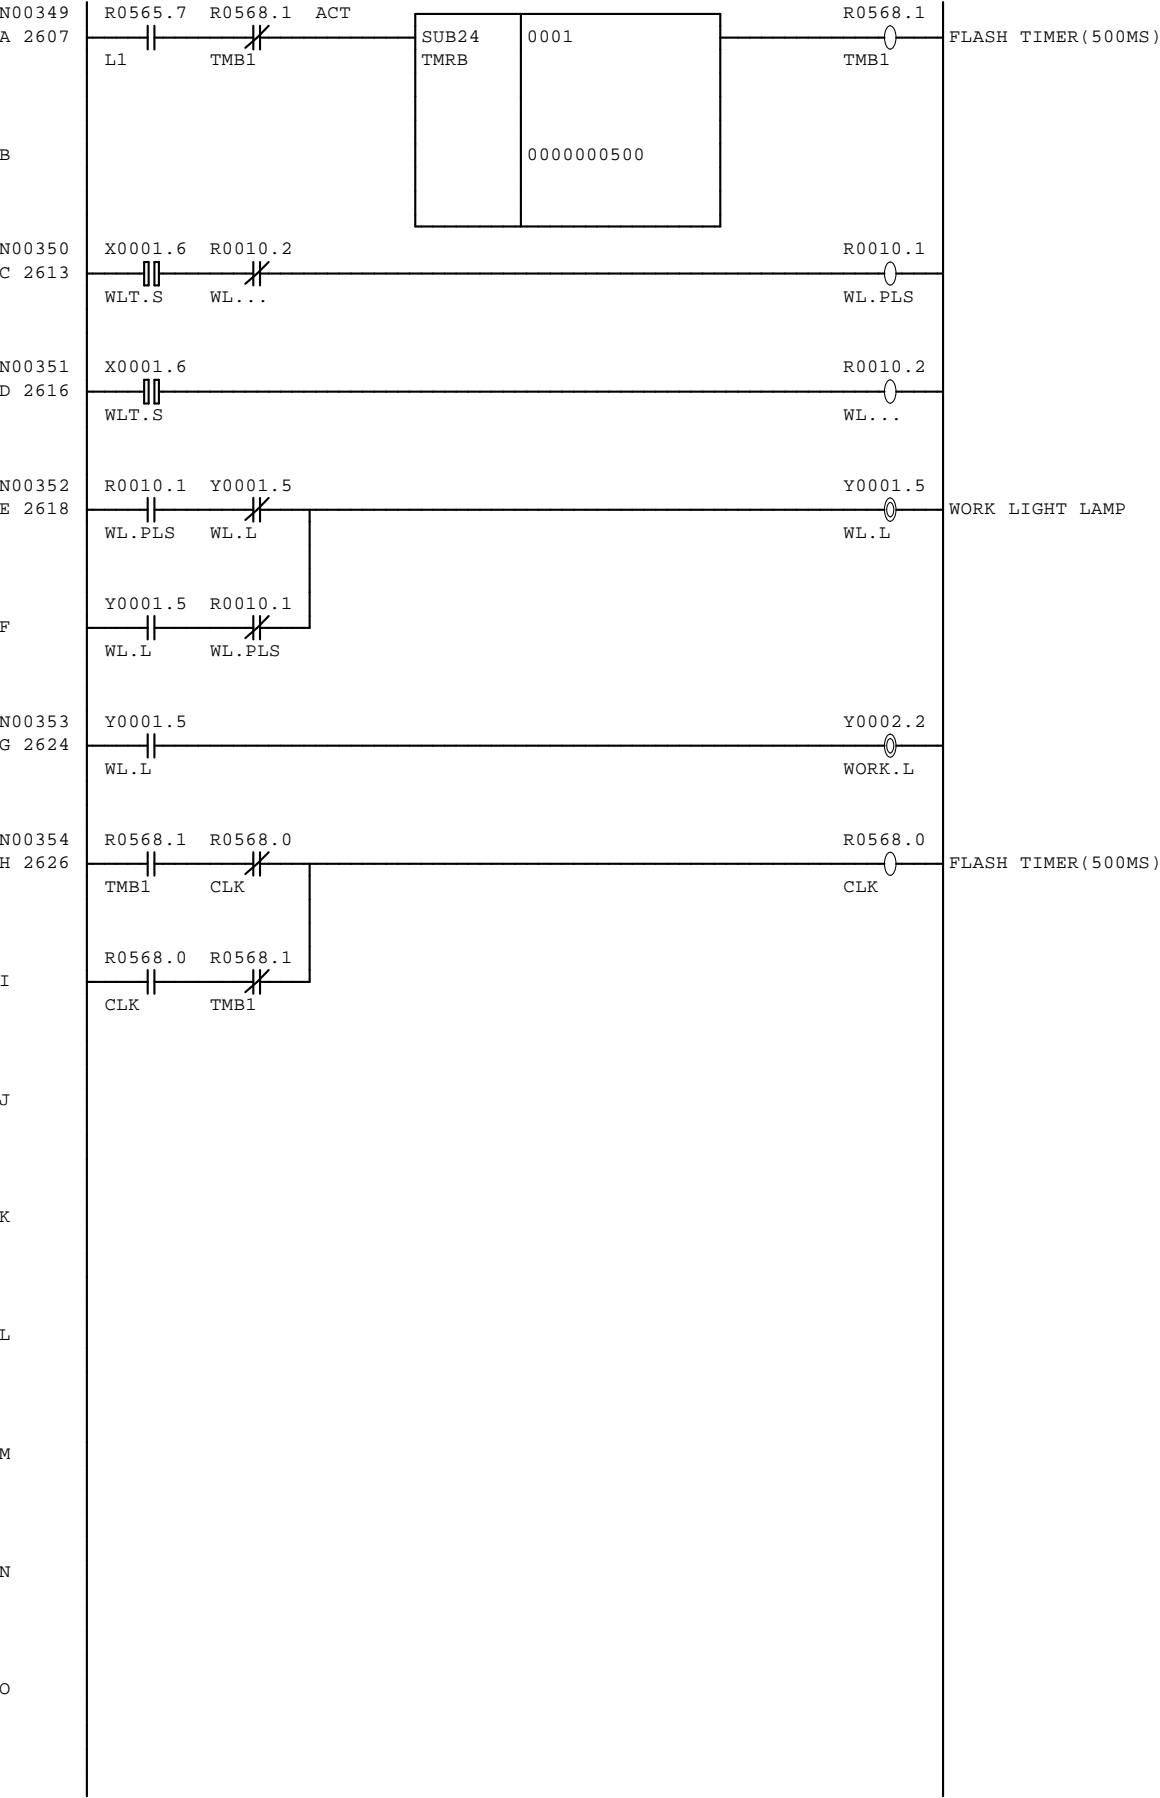 N00349 R0565.7 R0568.1 ACT R0568.1
A 2607 SUB24 0001 FLASH TIMER(500MS)
L1 TMB1 TMRB TMB1
B 0000000500
N00350 X0001.6 R0010.2 R0010.1
C 2613
WLT.S WL... WL.PLS
N00351 X0001.6 R0010.2
D 2616
WLT.S WL...
N00352 R0010.1 Y0001.5 Y0001.5
E 2618 WORK LIGHT LAMP
WL.PLS WL.L WL.L
Y0001.5 R0010.1
F
WL.L WL.PLS
N00353 Y0001.5 Y0002.2
G 2624
WL.L WORK.L
N00354 R0568.1 R0568.0 R0568.0
H 2626 FLASH TIMER(500MS)
TMB1 CLK CLK
R0568.0 R0568.1
I
CLK TMB1
J
K
L
M
N
O